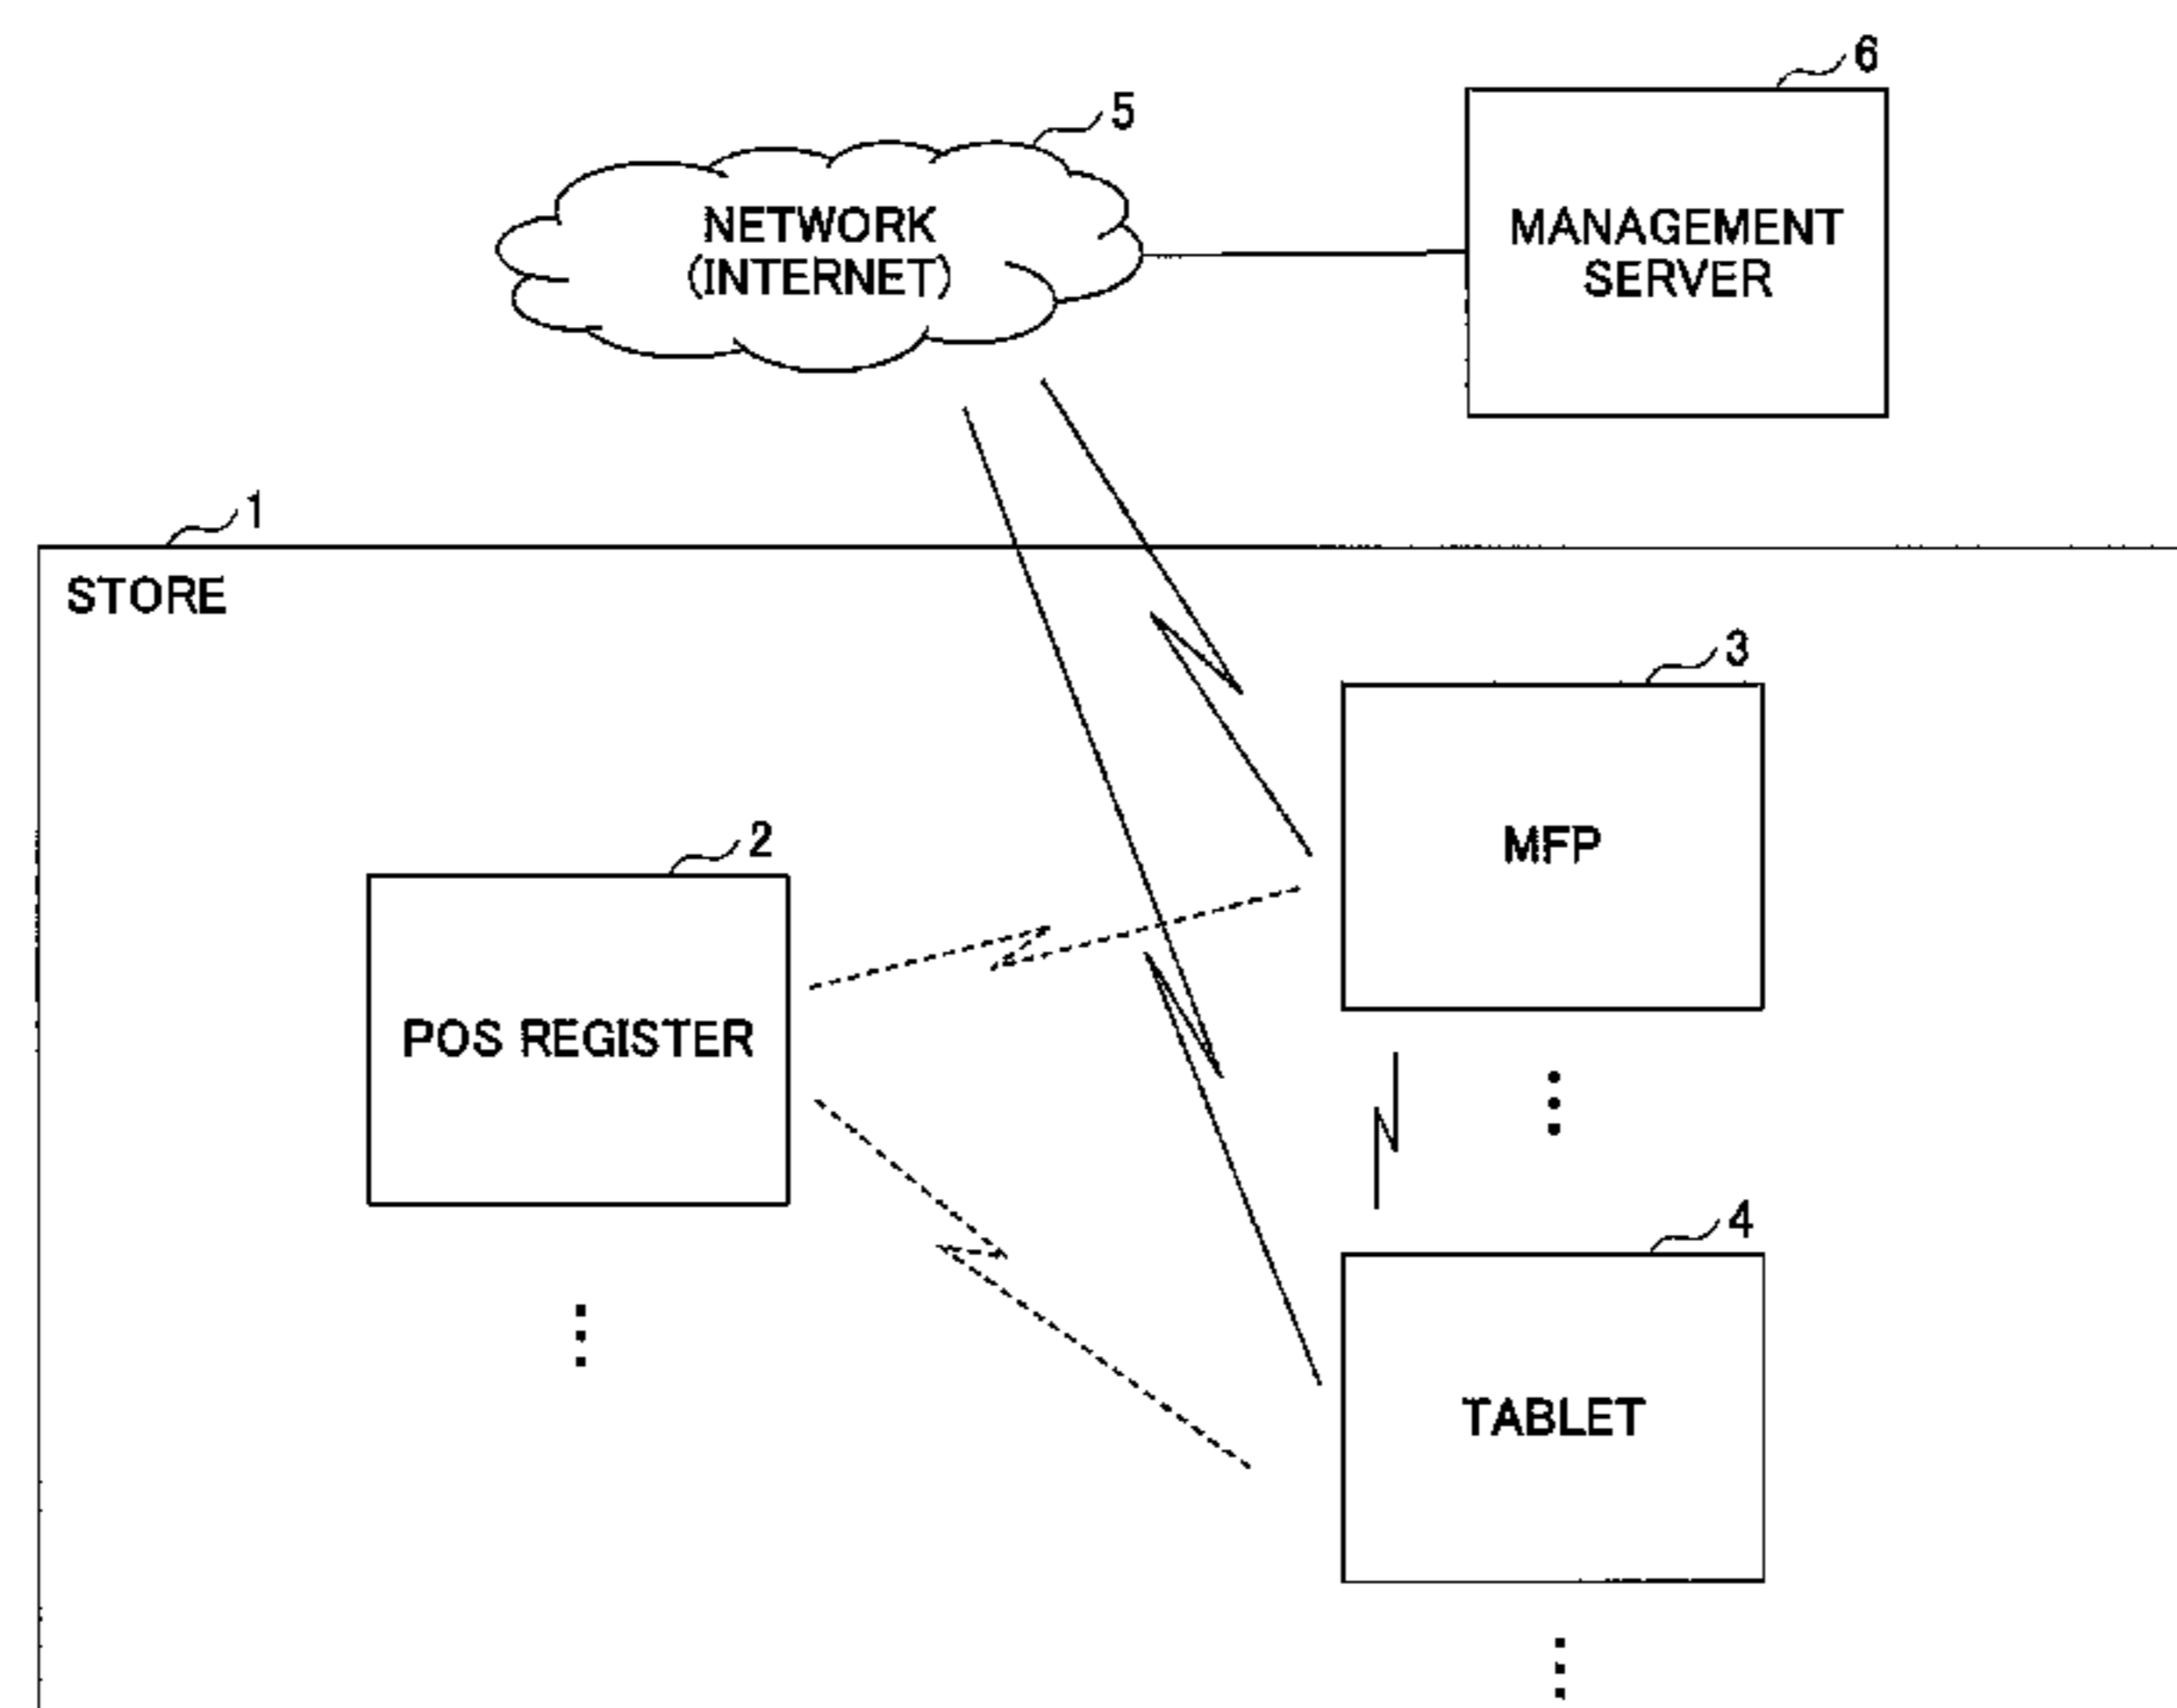 6
5
NETWORK
(INTERNET)
MANAGEMENT
SERVER
1
STORE
3
MFP
2
POS REGISTER
4
TABLET